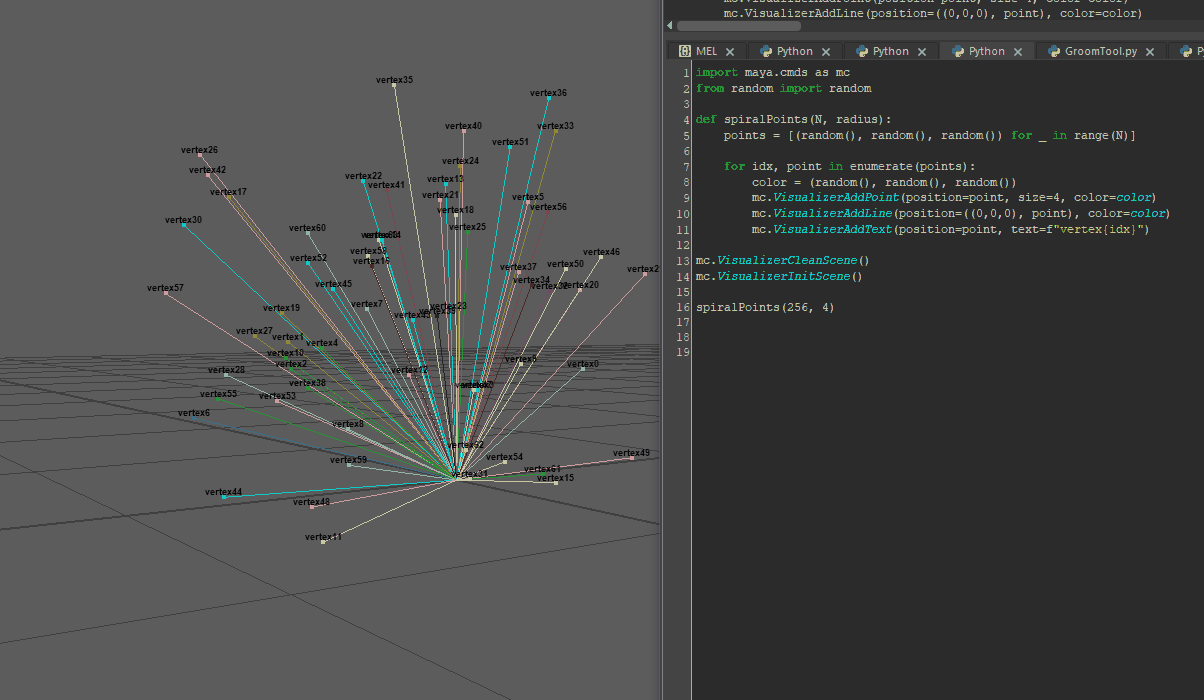 mc.VisualizerAddLine(position=((0,0,0), point), color=color)
MEL
Python
Python
Python
GroomTool.py
1 import maya.cmds as mc
2 from random import random
3
4 def spiralPoints(N, radius):
5 points = [(random(), random(), random()) for _ in range(N)]
6
7 for idx, point in enumerate(points):
8 color = (random(), random(), random())
9 mc.VisualizerAddPoint(position=point, size=4, color=color)
10 mc.VisualizerAddLine(position=((0,0,0), point), color=color)
11 mc.VisualizerAddText(position=point, text=f"vertex{idx}")
12
13 mc.VisualizerCleanScene()
14 mc.VisualizerInitScene()
15
16 spiralPoints(256, 4)
17
18
19
vertex35
vertex36
vertex40
vertex33
vertex51
vertex26
vertex24
vertex42
vertex22
vertex13
vertex41
vertex17
vertex21
vertex5
vertex18
vertex56
vertex30
vertex60
vertex25
vertex46
vertex52
vertex37
vertex50
vertex45
vertex34
vertex20
vertex57
vertex19
vertex7
vertex23
vertex27
vertex1
vertex4
vertex10
vertex2
vertex0
vertex28
vertex38
vertex55
vertex53
vertex6
vertex8
vertex59
vertex54
vertex49
vertex31
vertex61
vertex15
vertex44
vertex48
vertex11